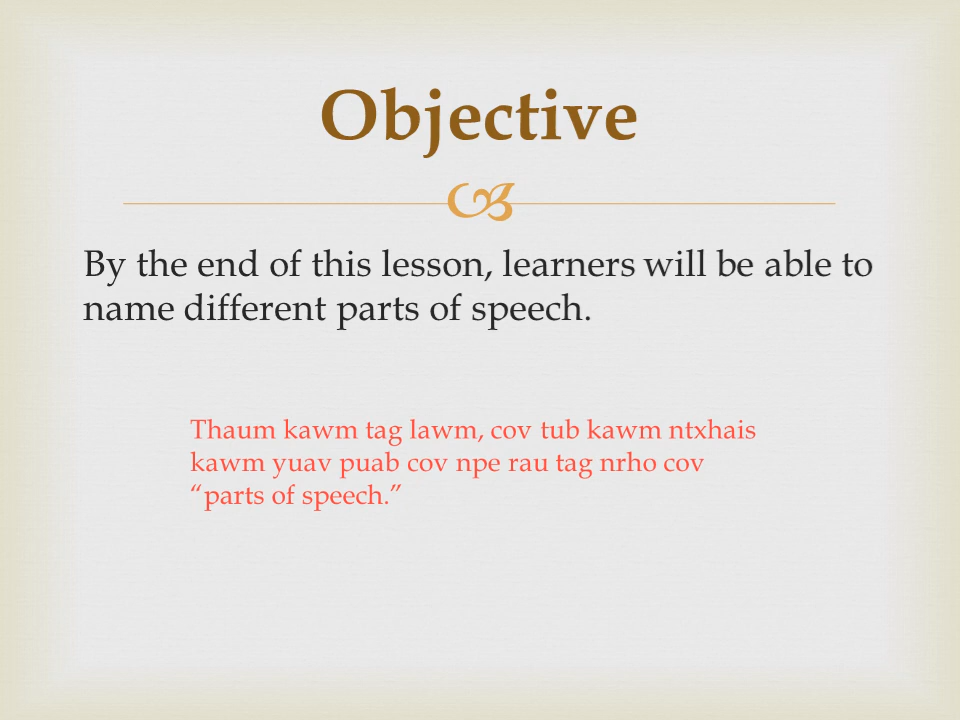 Objective
By the end of this lesson, learners will be able to
name different parts of speech.
Thaum kawm tag lawm, cov tub kawm ntxhais
kawm yuav puab cov npe rau tag nrho cov
“parts of speech.”